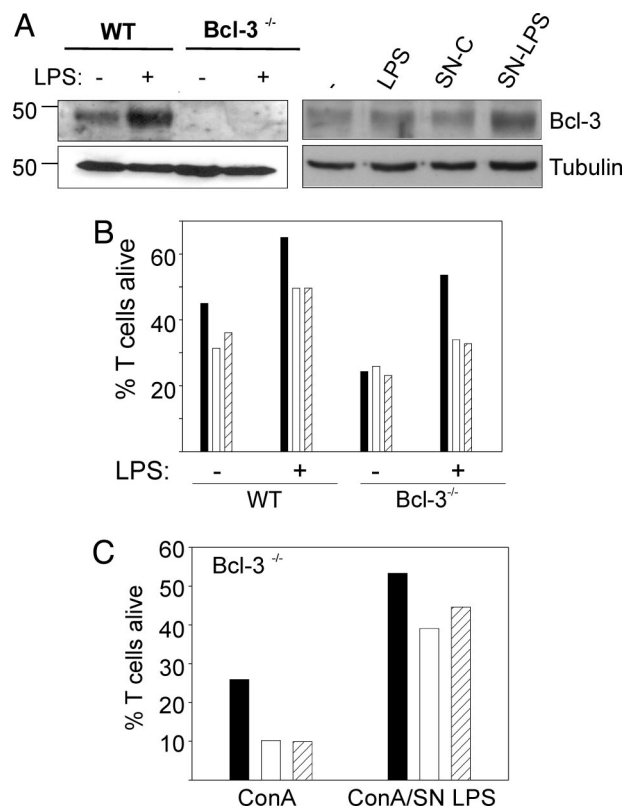 A
WT Bcl-3 -/-
LPS: - + - +
- LPS SN-C SN-LPS
50
Bcl-3
50
Tubulin
B
% T cells alive
60
40
20
LPS: - + - +
WT Bcl-3-/-
C
Bcl-3 -/-
% T cells alive
60
50
40
30
20
10
ConA ConA/SN LPS